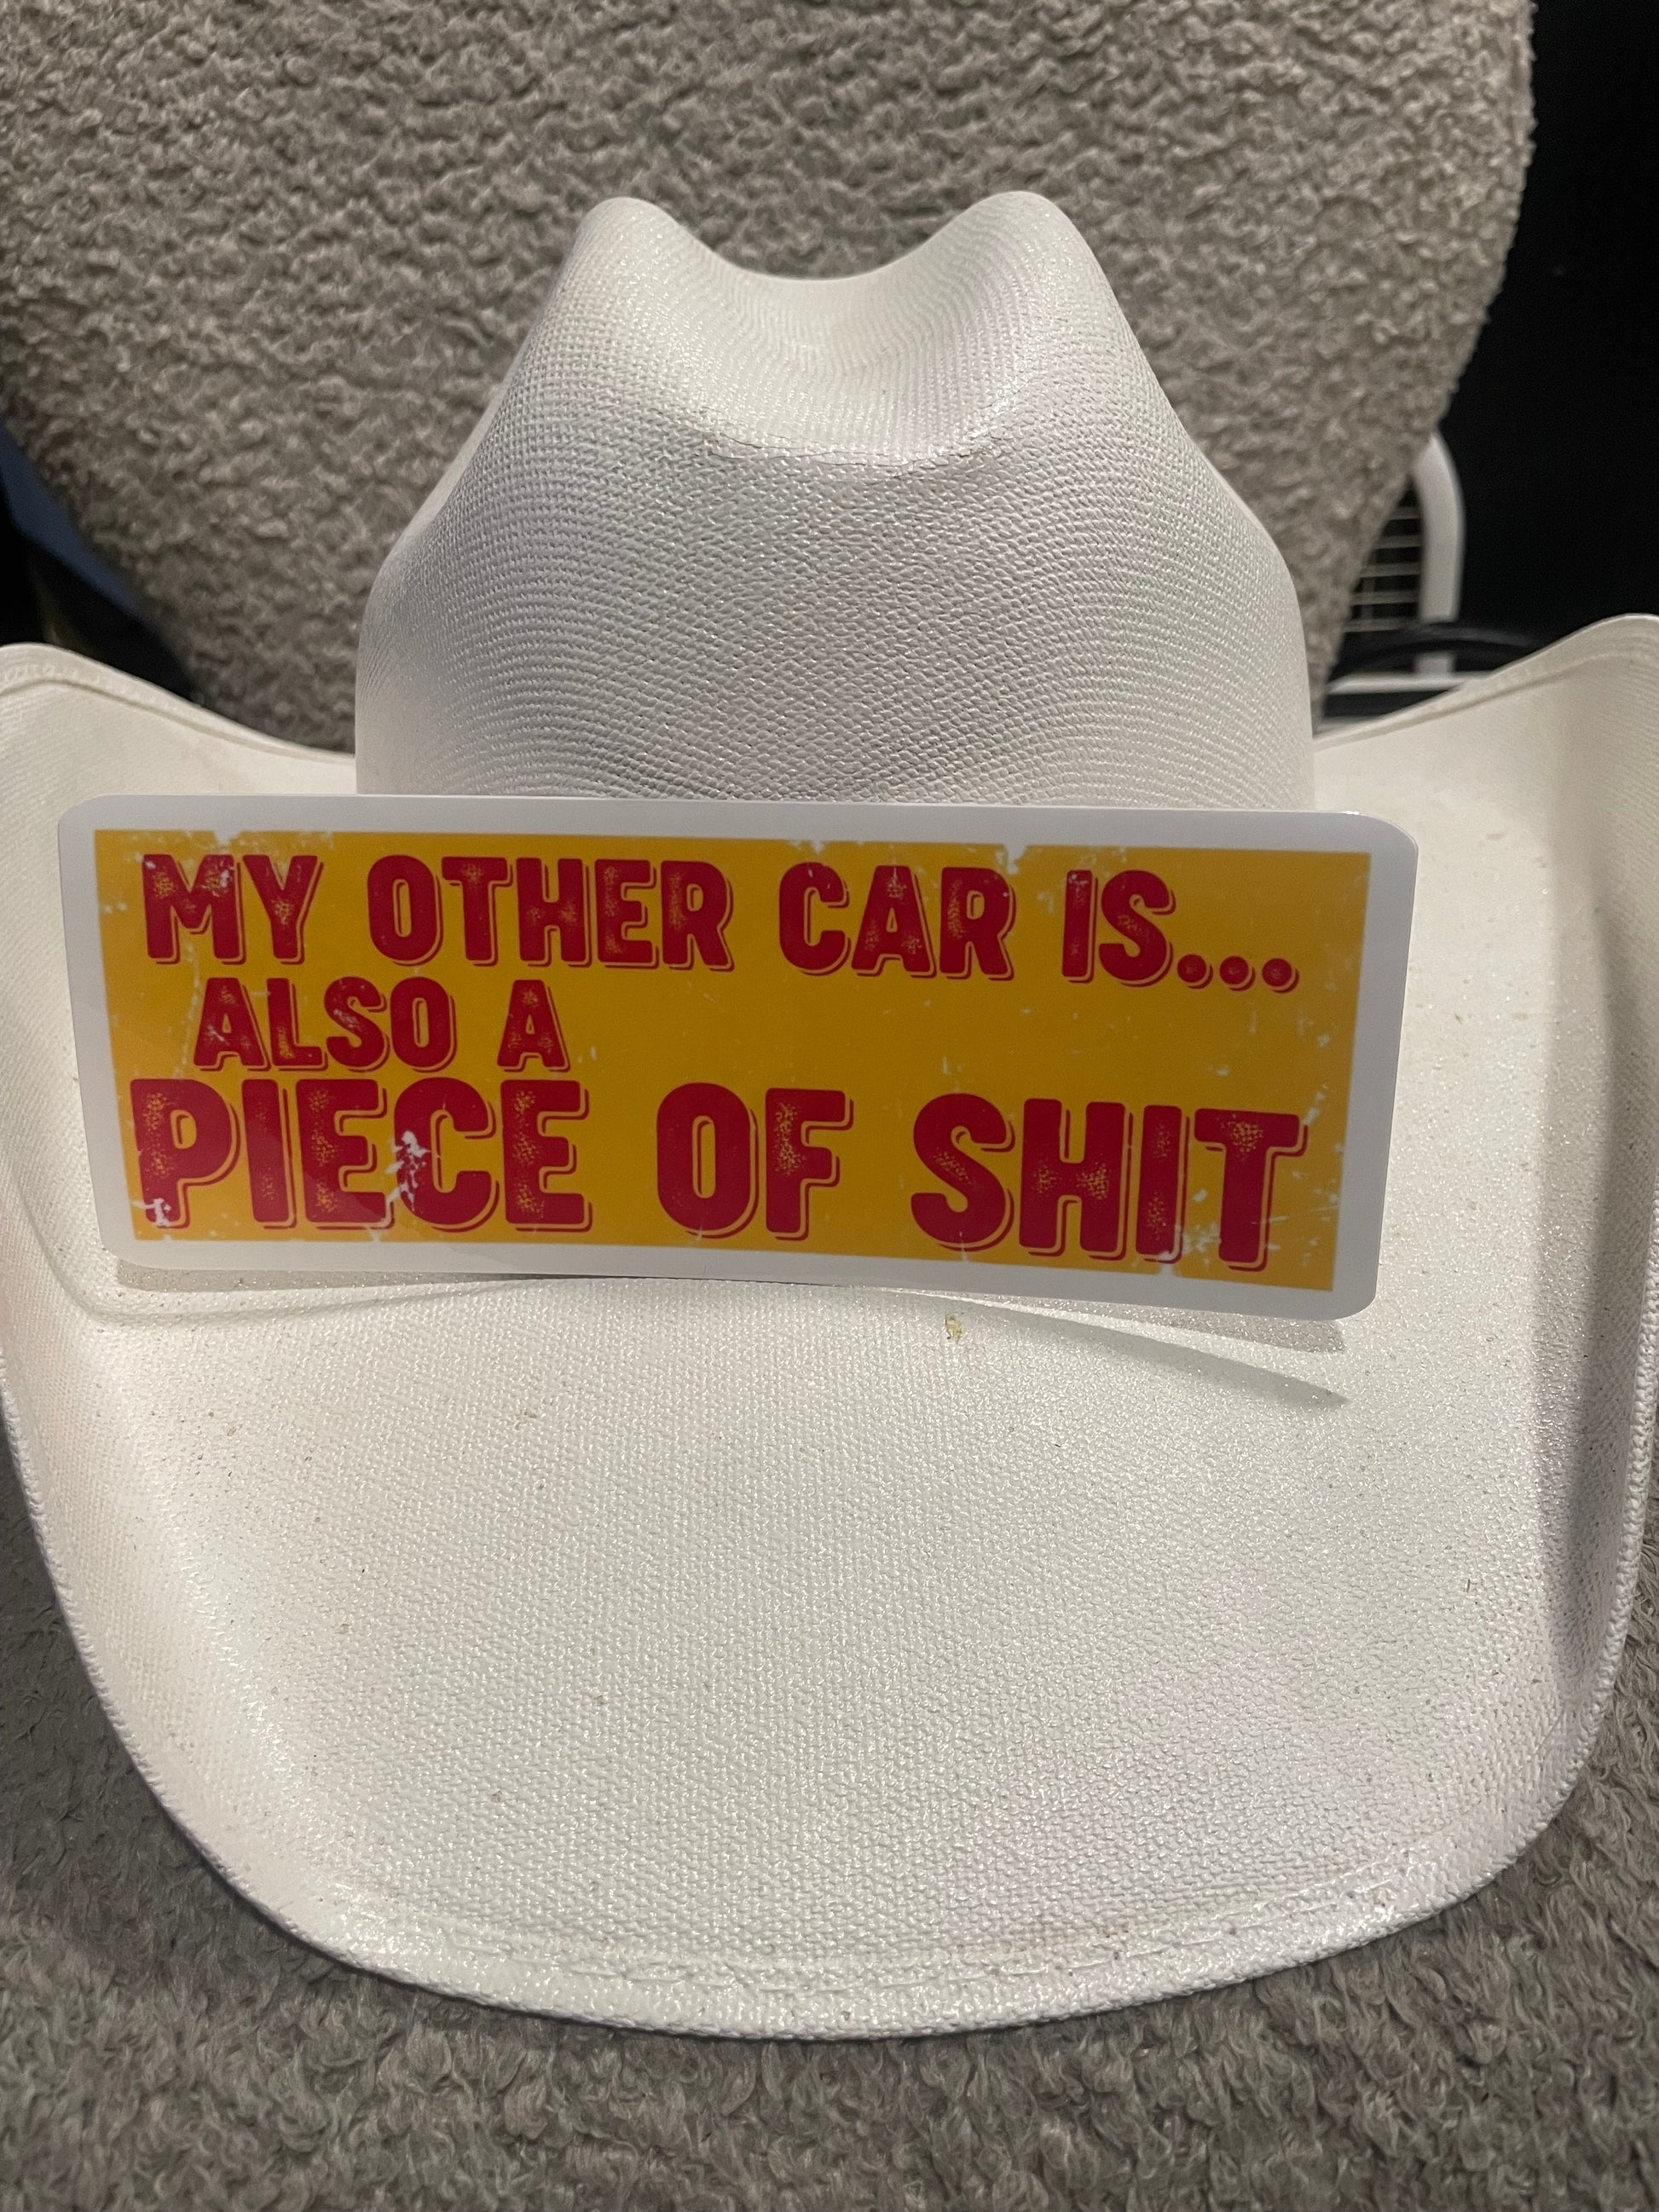 MY OTHER CAR IS...
ALSO A
PIECE OF SHIT